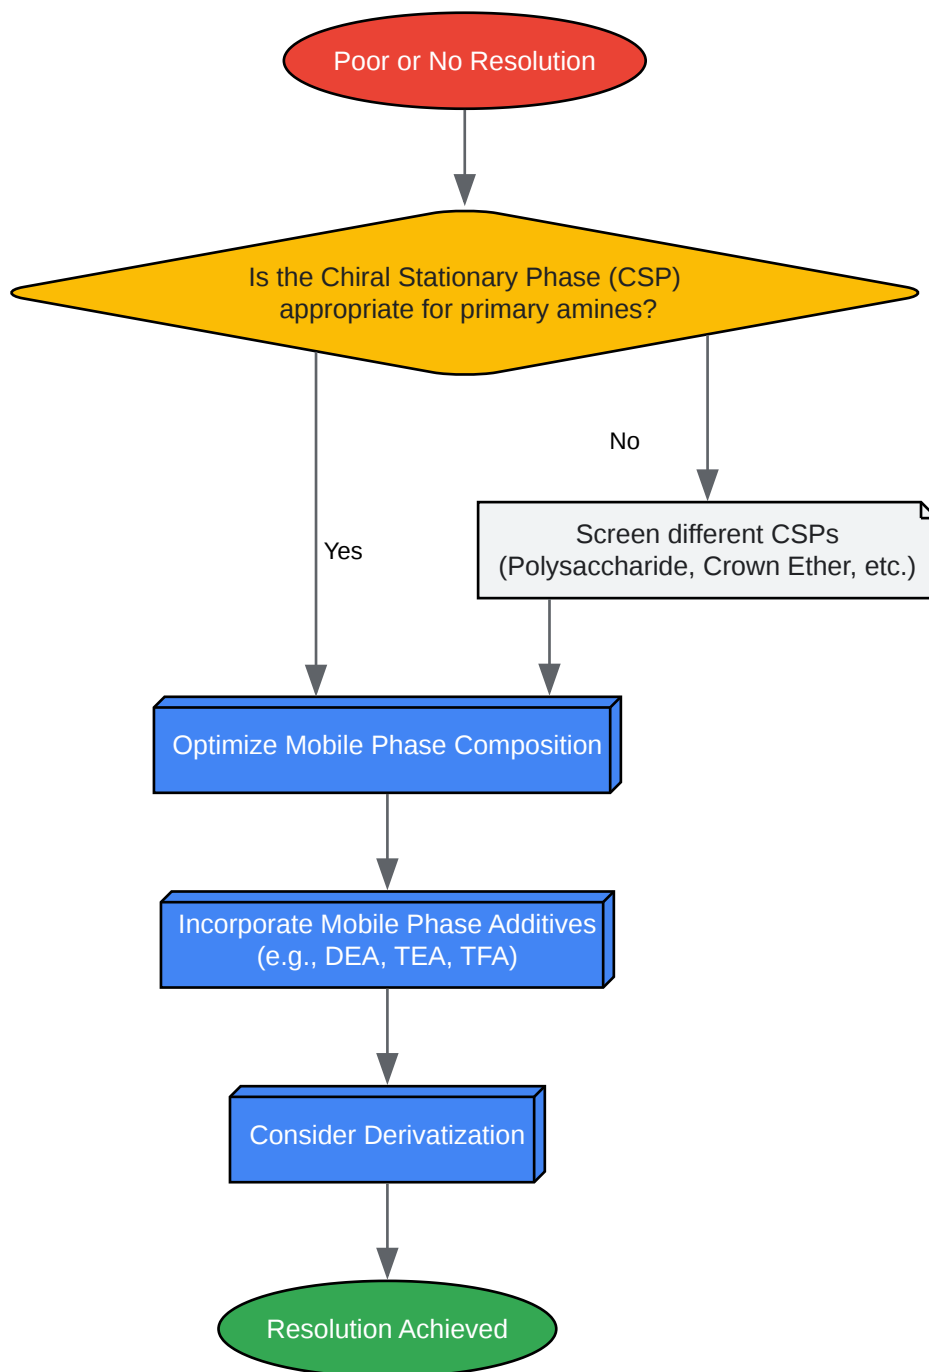 Poor or No Resolution
Is the Chiral Stationary Phase (CSP)
appropriate for primary amines?
No
Yes
Screen different CSPs
(Polysaccharide, Crown Ether, etc.)
Optimize Mobile Phase Composition
Incorporate Mobile Phase Additives
(e.g., DEA, TEA, TFA)
Consider Derivatization
Resolution Achieved